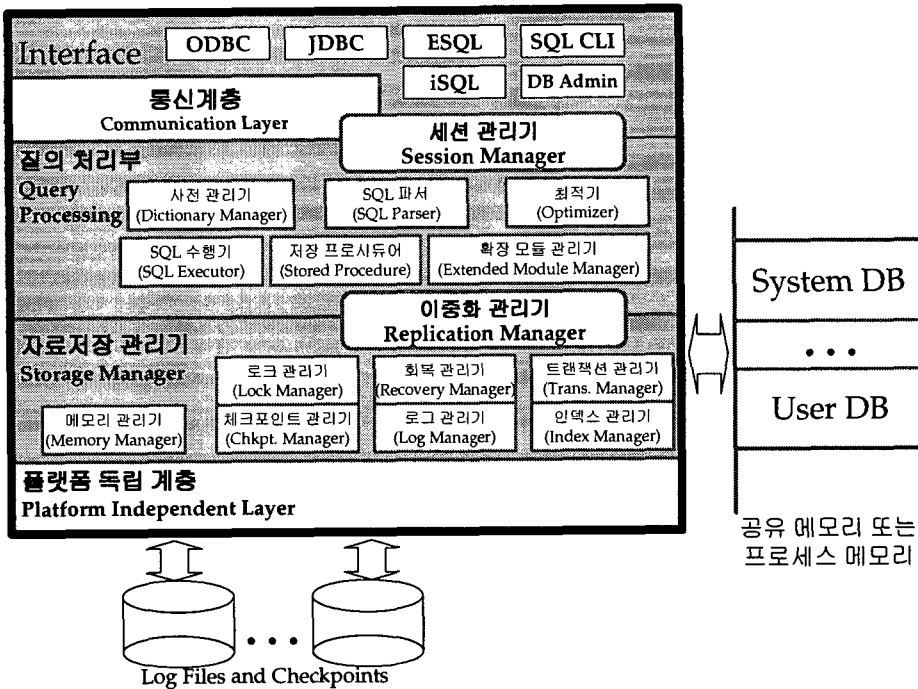 Interface
ODBC
JDBC
ESQL
SQL CLI
iSQL
DB Admin
통신계층
Communication Layer
세션 관리기
Session Manager
질의 처리부
Query
Processing
사전 관리기
(Dictionary Manager)
SQL 파서
(SQL Parser)
최적기
(Optimizer)
SQL 수행기
(SQL Executor)
저장 프로시듀어
(Stored Procedure)
확장 모듈 관리기
(Extended Module Manager)
이중화 관리기
Replication Manager
자료저장 관리기
Storage Manager
로크 관리기
(Lock Manager)
회복 관리기
(Recovery Manager)
트랜잭션 관리기
(Trans. Manager)
메모리 관리기
(Memory Manager)
체크포인트 관리기
(Chkpt. Manager)
로그 관리기
(Log Manager)
인덱스 관리기
(Index Manager)
플랫폼 독립 계층
Platform Independent Layer
System DB
• • •
User DB
공유 메모리 또는
프로세스 메모리
• • •
Log Files and Checkpoints